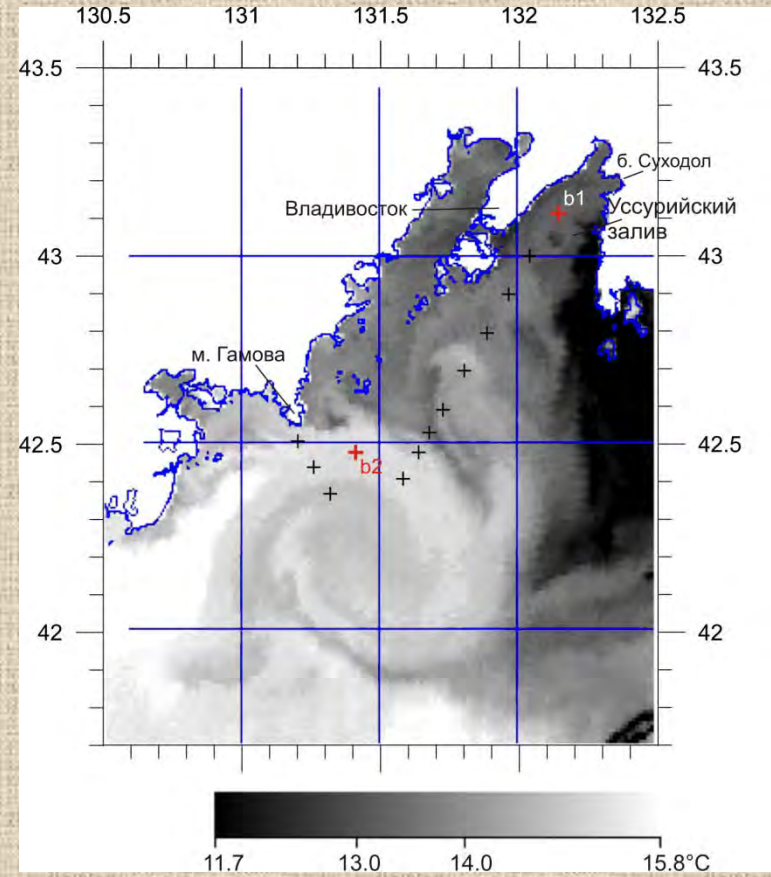 130.5 131 131.5 132 132.5
43.5 43.5
б. Суходол
b1
Владивосток
Уссурийский
залив
43 43
м. Гамова
42.5 42.5
b2
42 42
11.7 13.0 14.0 15.8°C